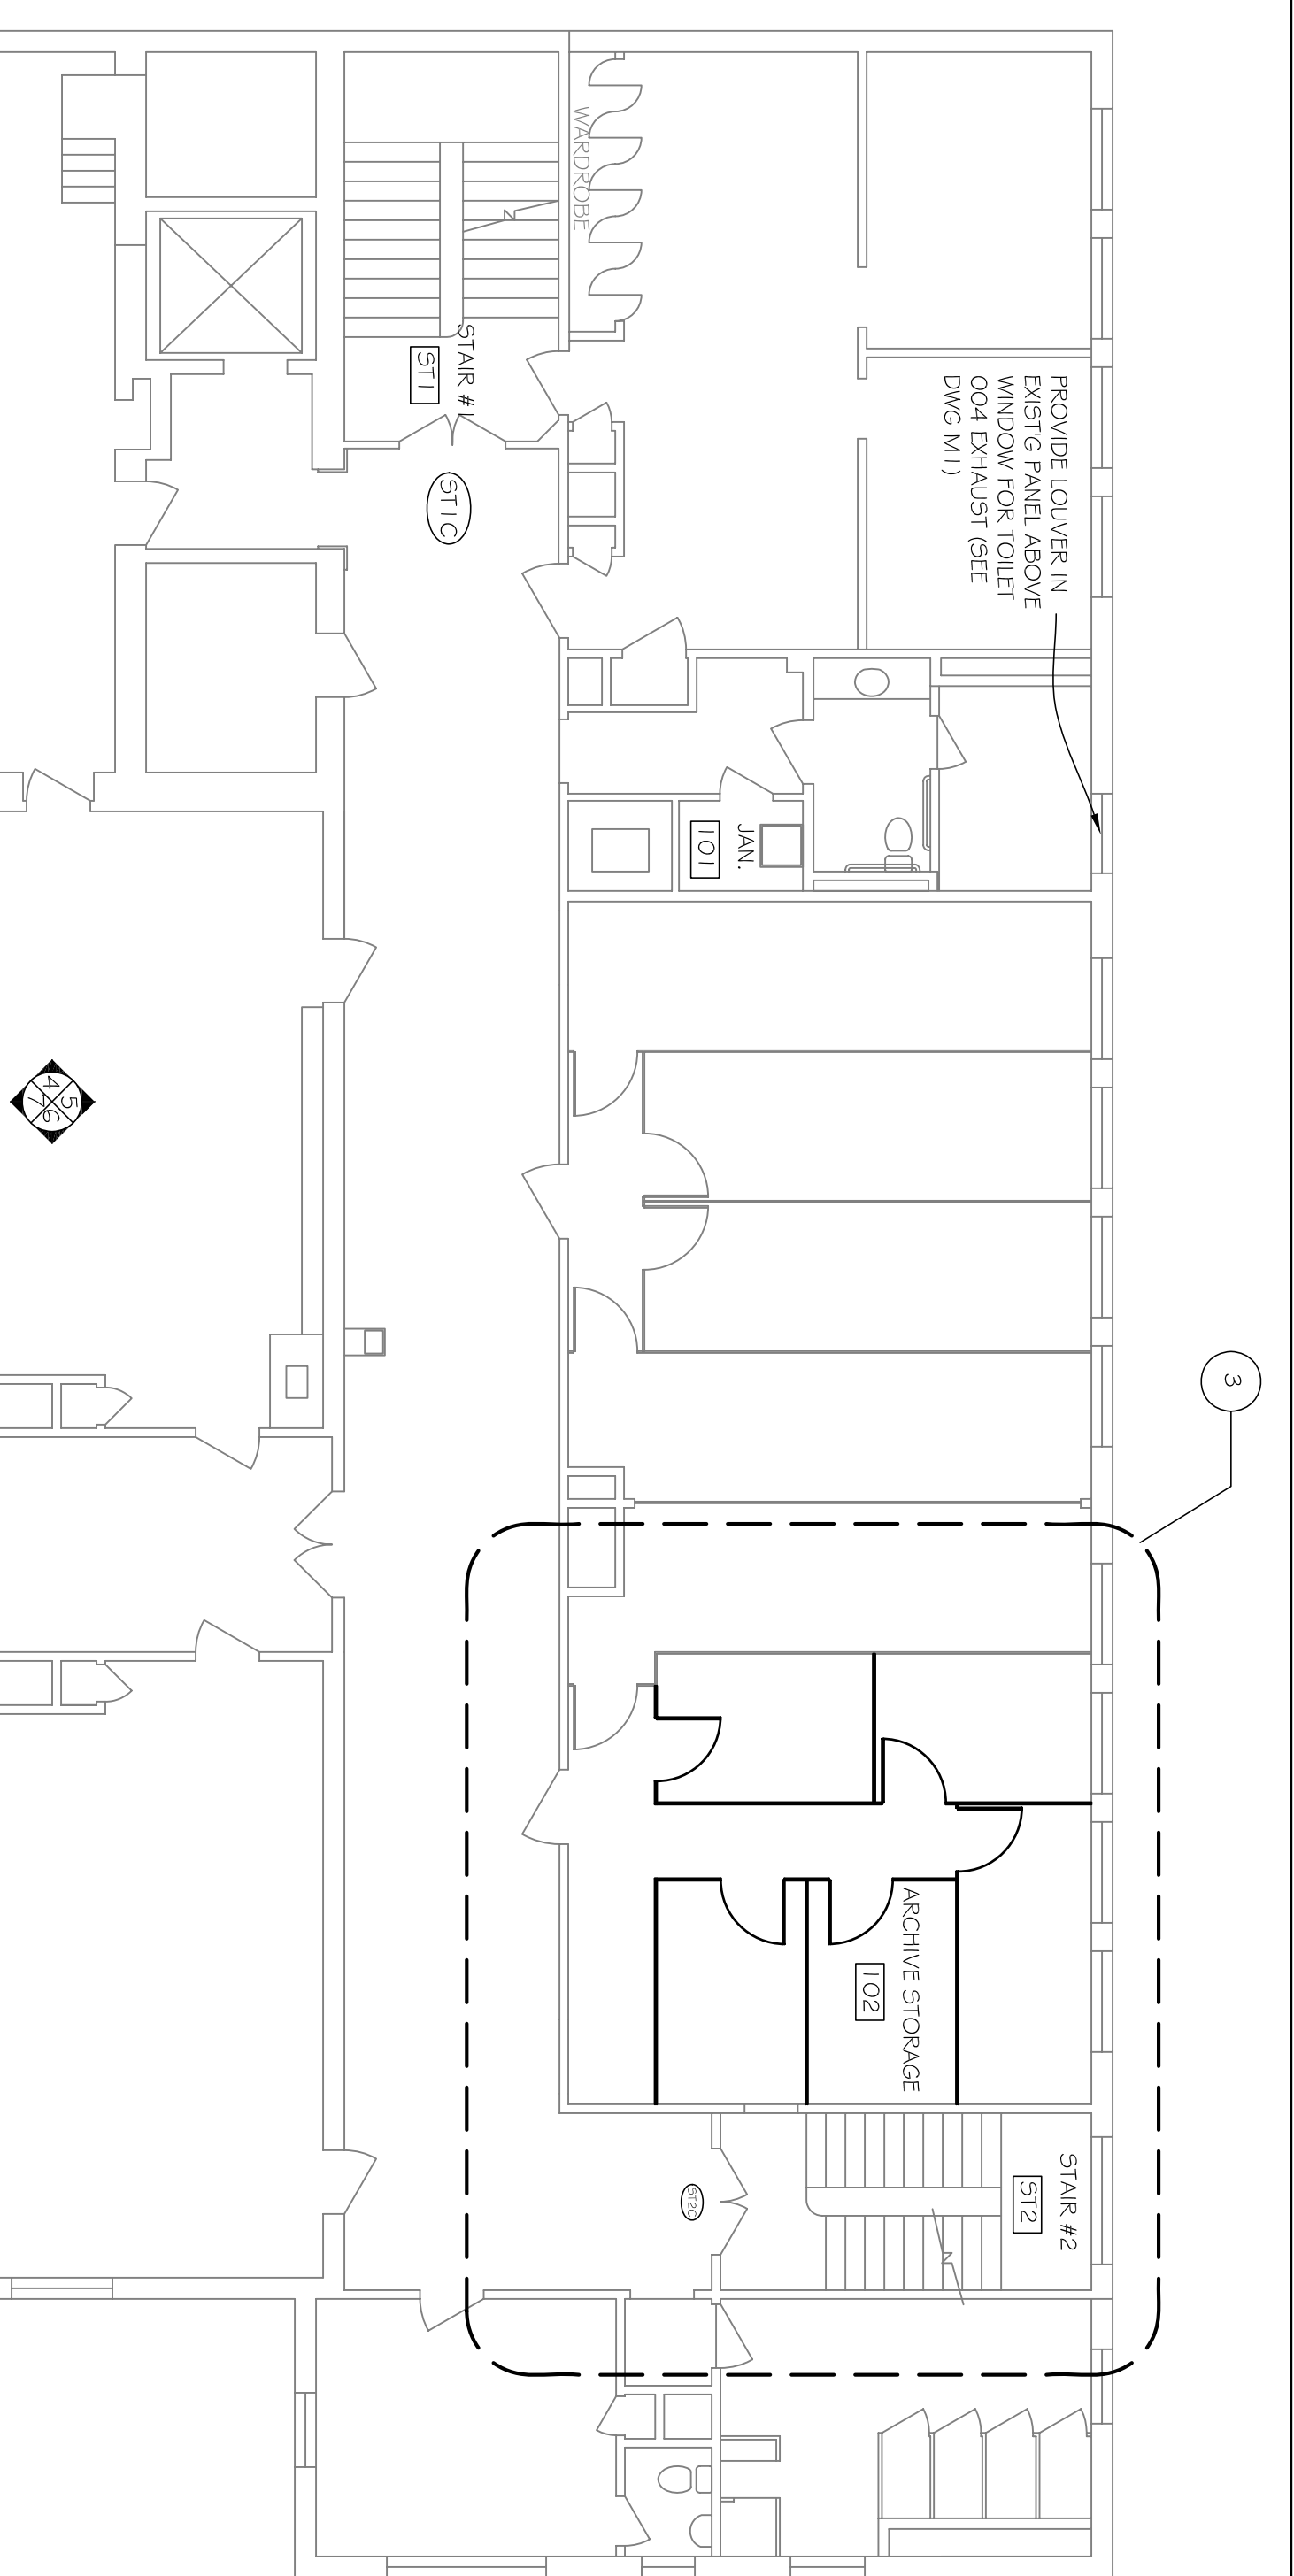 WARDROBE
STAIR #1
ST1
ST1C
PROVIDE LOUVER IN
EXIST'G PANEL ABOVE
WINDOW FOR TOILET
004 EXHAUST (SEE
DWG M1)
JAN.
101
4 5
7 6
3
ARCHIVE STORAGE
102
STAIR #2
ST2
ST2C